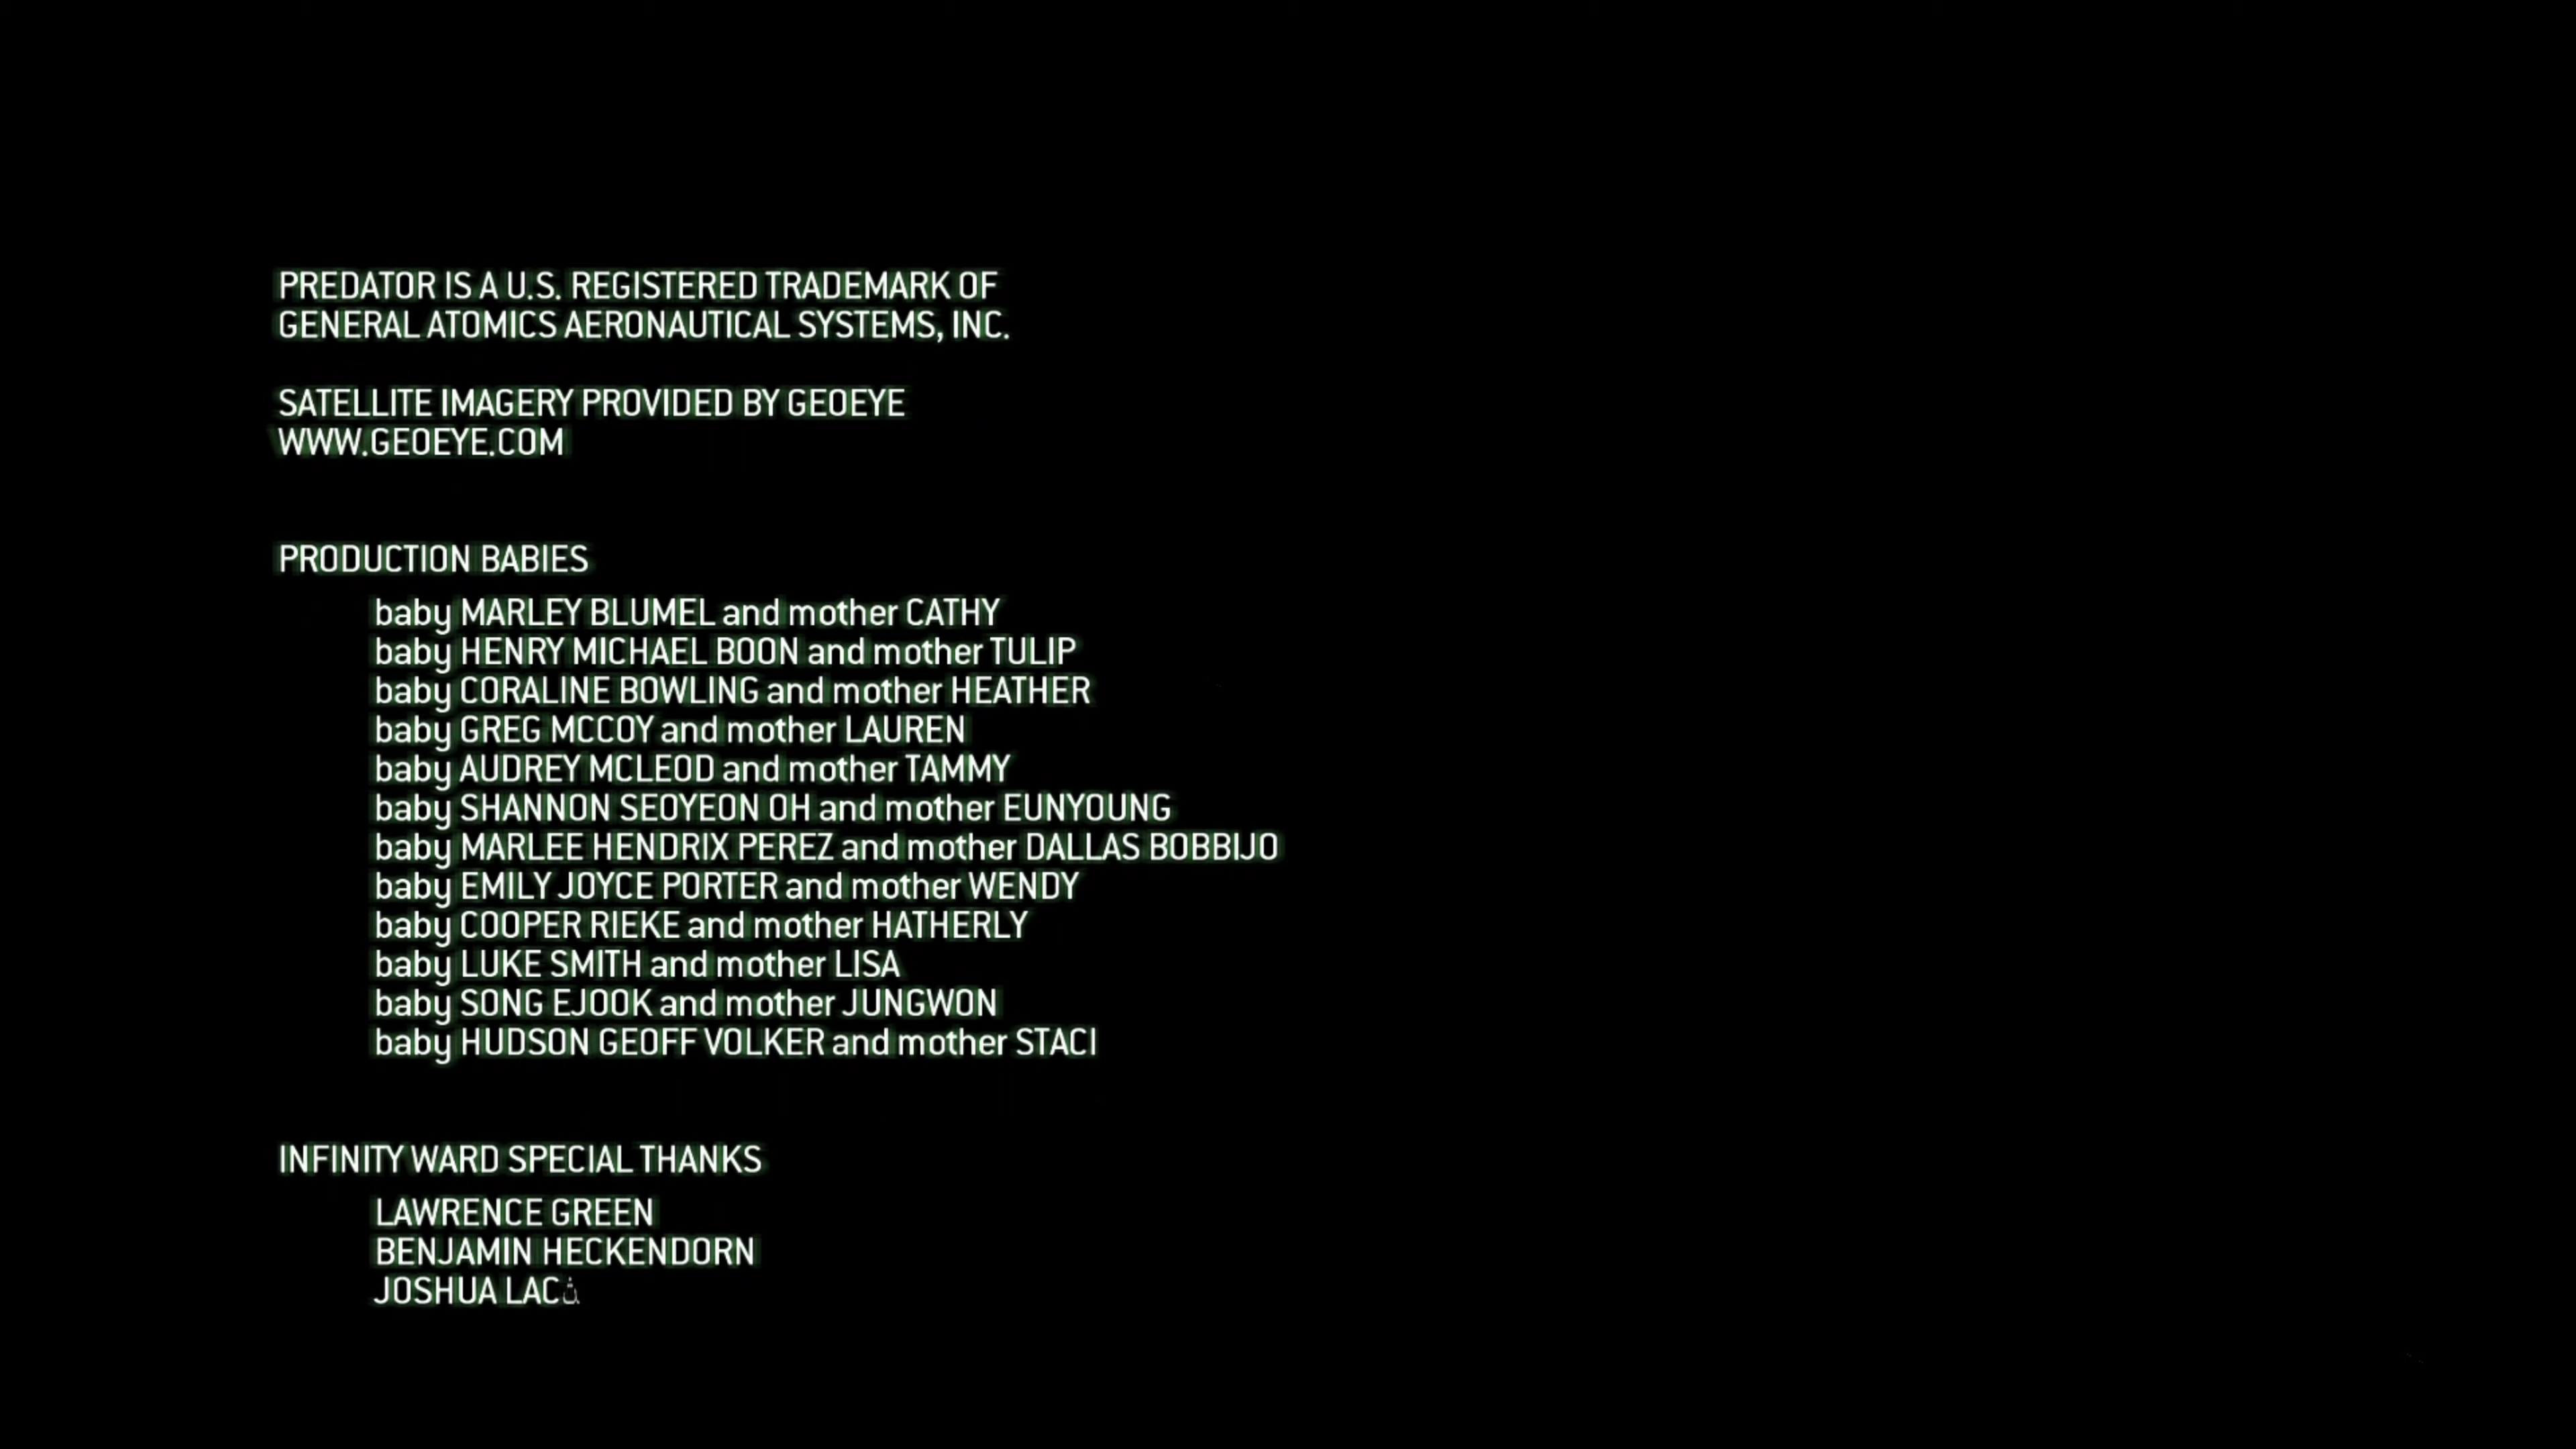 PREDATOR IS A U.S. REGISTERED TRADEMARK OF
GENERAL ATOMICS AERONAUTICAL SYSTEMS, INC.
SATELLITE IMAGERY PROVIDED BY GEOEYE
WWW.GEOEYE.COM
PRODUCTION BABIES
baby MARLEY BLUMEL and mother CATHY
baby HENRY MICHAEL BOON and mother TULIP
baby CORALINE BOWLING and mother HEATHER
baby GREG MCCOY and mother LAUREN
baby AUDREY MCLEOD and mother TAMMY
baby SHANNON SEOYEON OH and mother EUNYOUNG
baby MARLEE HENDRIX PEREZ and mother DALLAS BOBBIJO
baby EMILY JOYCE PORTER and mother WENDY
baby COOPER RIEKE and mother HATHERLY
baby LUKE SMITH and mother LISA
baby SONG EJOOK and mother JUNGWON
baby HUDSON GEOFF VOLKER and mother STACI
INFINITY WARD SPECIAL THANKS
LAWRENCE GREEN
BENJAMIN HECKENDORN
JOSHUA